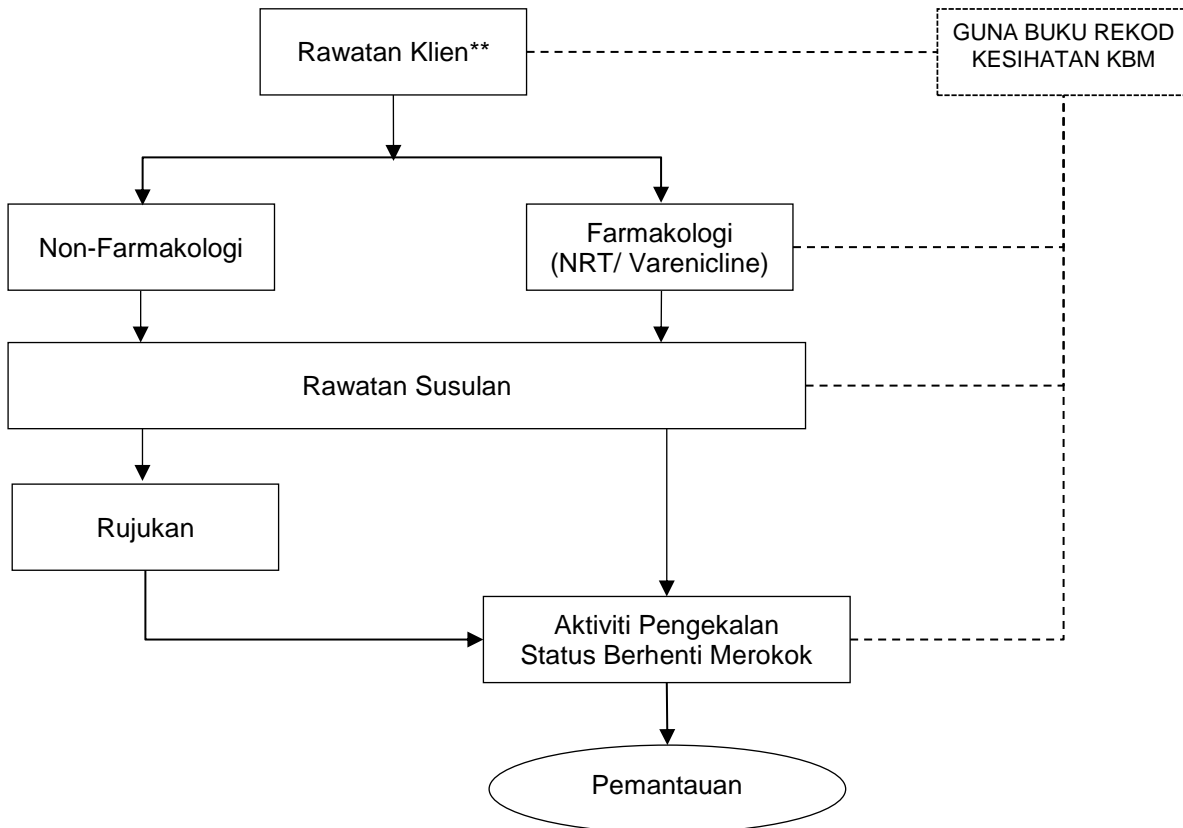 Rawatan Klien**
GUNA BUKU REKOD
KESIHATAN KBM
Non-Farmakologi
Farmakologi
(NRT/ Varenicline)
Rawatan Susulan
Rujukan
Aktiviti Pengekalan
Status Berhenti Merokok
Pemantauan